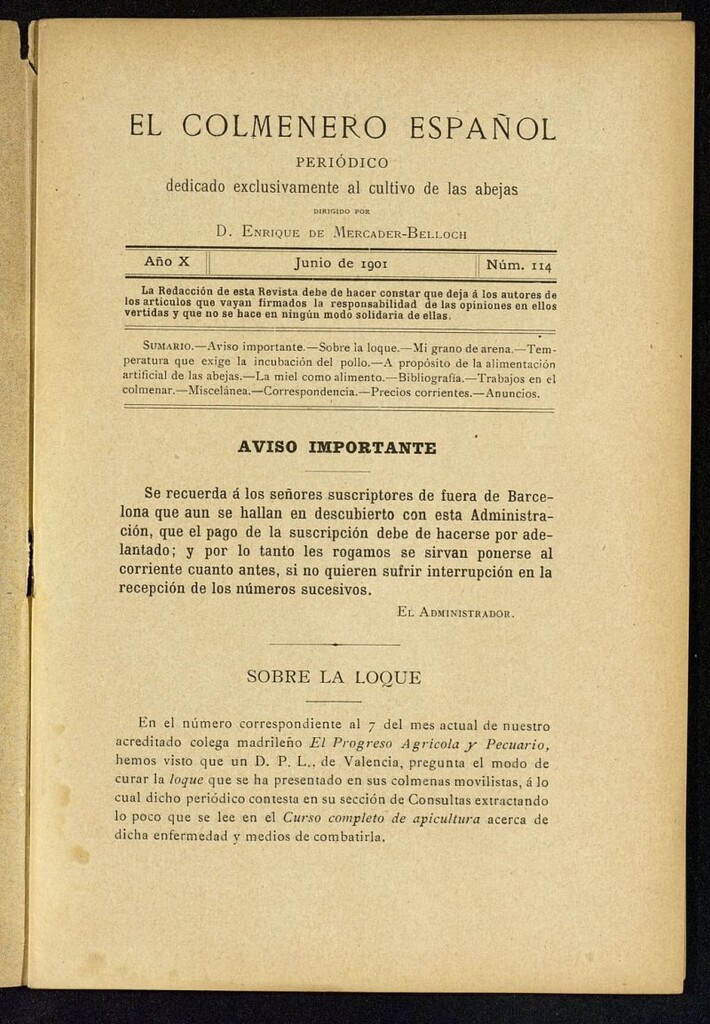 EL COLMENERO ESPAÑOL
PERIÓDICO
dedicado exclusivamente al cultivo de las abejas
DIRIGIDO POR
D. ENRIQUE DE MERCADER-BELLOCH
Año X Junio de 1901 Núm. 114
La Redacción de esta Revista debe de hacer constar que deja á los autores de
los artículos que vayan firmados la responsabilidad de las opiniones en ellos
vertidas y que no se hace en ningún modo solidaria de ellas.
SUMARIO.—Aviso importante.—Sobre la loque.—Mi grano de arena.—Tem-
peratura que exige la incubación del pollo.—A propósito de la alimentación
artificial de las abejas.—La miel como alimento.—Bibliografía.—Trabajos en el
colmenar.—Miscelánea.—Correspondencia.—Precios corrientes.—Anuncios.
AVISO IMPORTANTE
Se recuerda á los señores suscriptores de fuera de Barce-
lona que aun se hallan en descubierto con esta Administra-
ción, que el pago de la suscripción debe de hacerse por ade-
lantado; y por lo tanto les rogamos se sirvan ponerse al
corriente cuanto antes, si no quieren sufrir interrupción en la
recepción de los números sucesivos.
EL ADMINISTRADOR.
SOBRE LA LOQUE
En el número correspondiente al 7 del mes actual de nuestro
acreditado colega madrileño El Progreso Agrícola y Pecuario,
hemos visto que un D. P. L., de Valencia, pregunta el modo de
curar la loque que se ha presentado en sus colmenas movilistas, á lo
cual dicho periódico contesta en su sección de Consultas extractando
lo poco que se lee en el Curso completo de apicultura acerca de
dicha enfermedad y medios de combatirla.